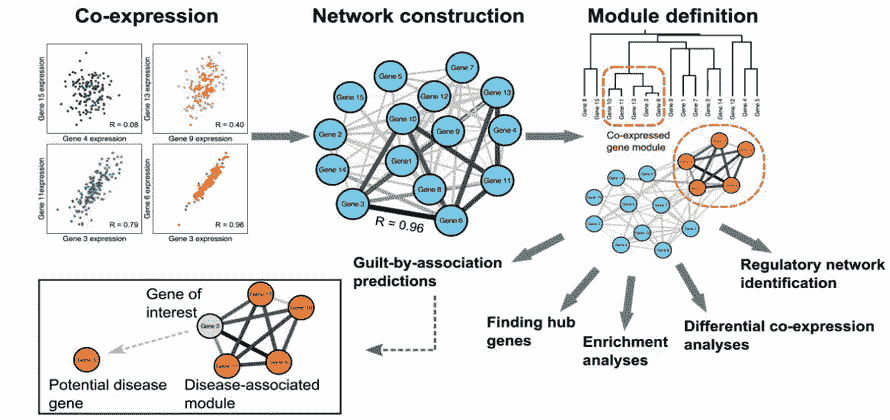 Co-expression
Network construction
Module definition
Gene 15 expression
Gene 4 expression
R = 0.08
Gene 13 expression
Gene 9 expression
R = 0.40
Gene 11expression
Gene 3 expression
R = 0.79
Gene 6 expression
Gene 3 expression
R = 0.96
Gene 7
Gene 5
Gene 13
Gene 15
Gene 12
Gene 10
Gene 2
Gene 9
Gene 4
Gene 14
Gene1
Gene 8
Gene 11
Gene 3
Gene 6
R = 0.96
Gene 8
Gene 15
Gene 10
Gene 11
Gene 13
Gene 3
Gene 6
Gene 9
Gene 1
Gene 7
Gene 2
Gene 14
Gene 12
Gene 4
Gene 5
Co-expressed
gene module
Guilt-by-association
predictions
Finding hub
genes
Enrichment
analyses
Differential co-expression
analyses
Regulatory network
identification
Gene of
interest
Gene 3
Potential disease
gene
Disease-associated
module